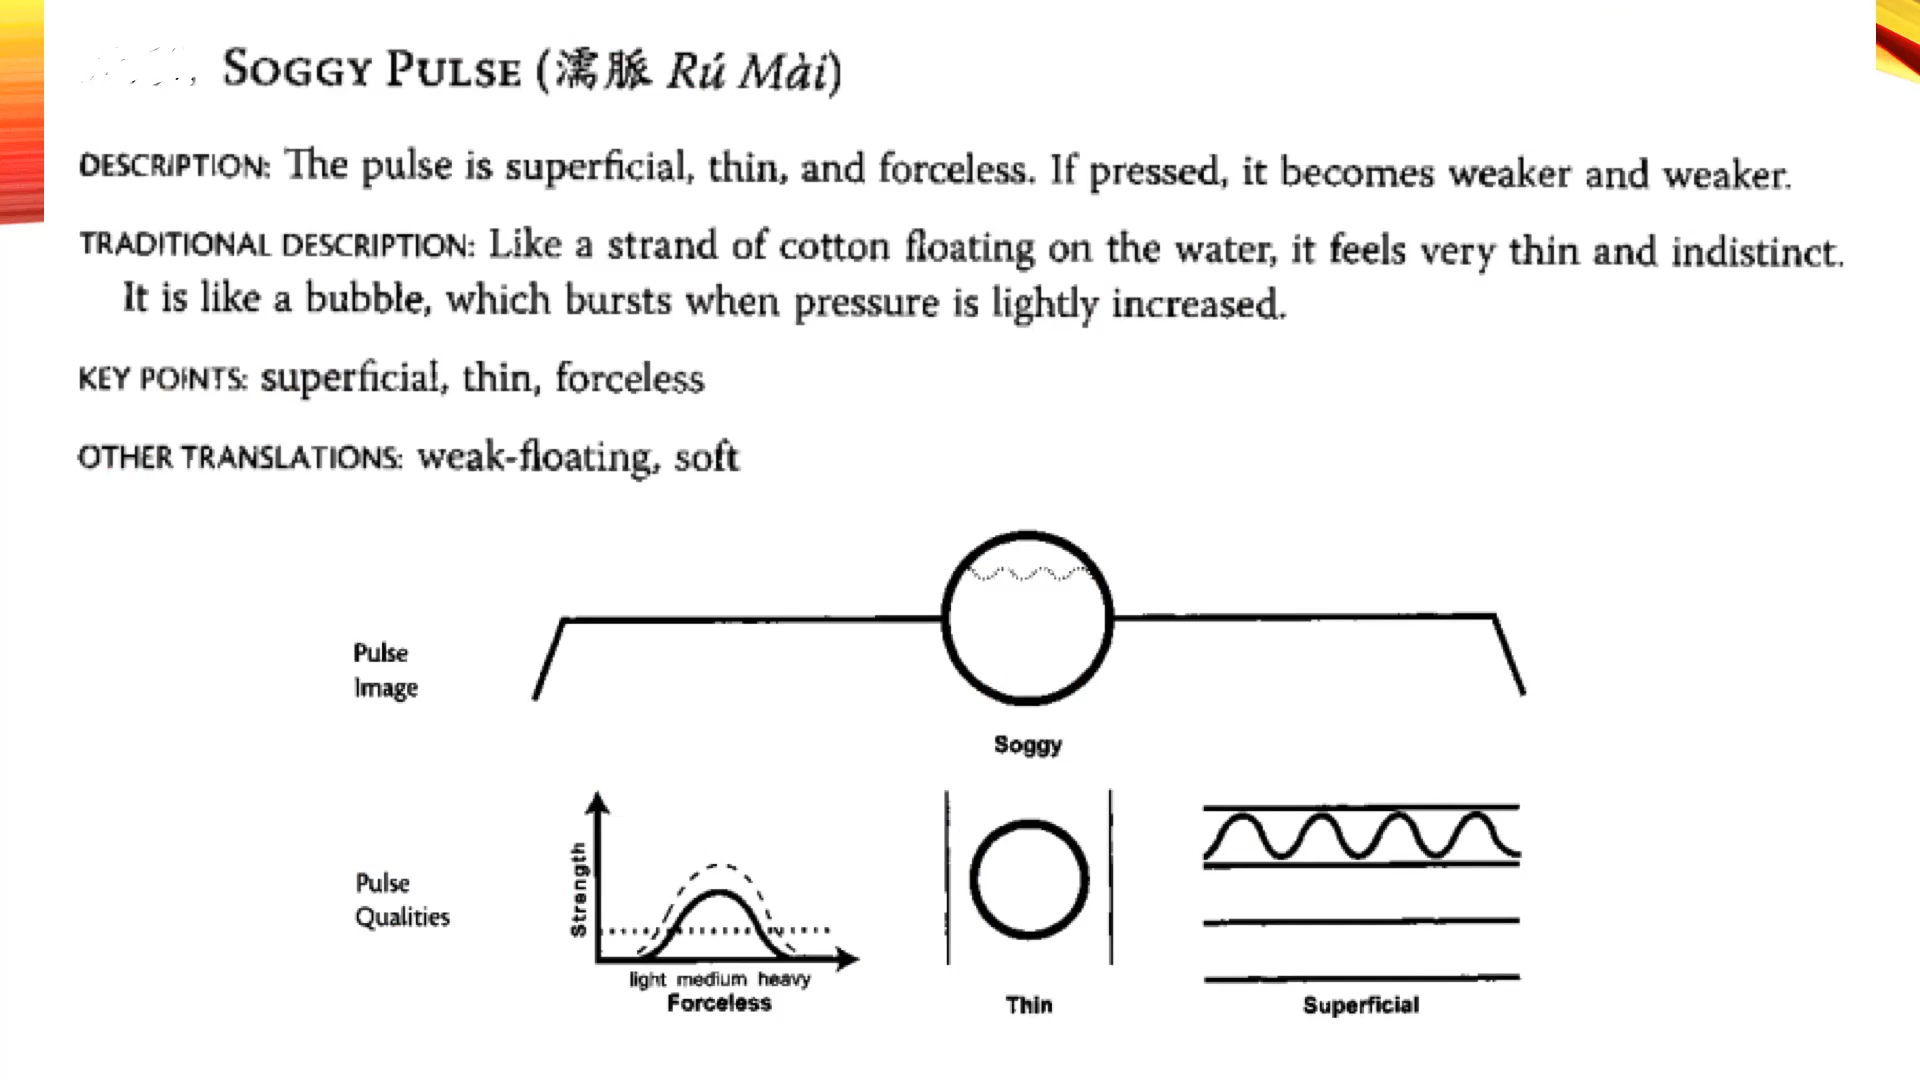 SOGGY PULSE (濡脈 Rú Mài)
DESCRIPTION: The pulse is superficial, thin, and forceless. If pressed, it becomes weaker and weaker.
TRADITIONAL DESCRIPTION: Like a strand of cotton floating on the water, it feels very thin and indistinct.
It is like a bubble, which bursts when pressure is lightly increased.
KEY POINTS: superficial, thin, forceless
OTHER TRANSLATIONS: weak-floating, soft
Pulse
Image
Soggy
Pulse
Qualities
Strength
light medium heavy
Forceless
Thin
Superficial